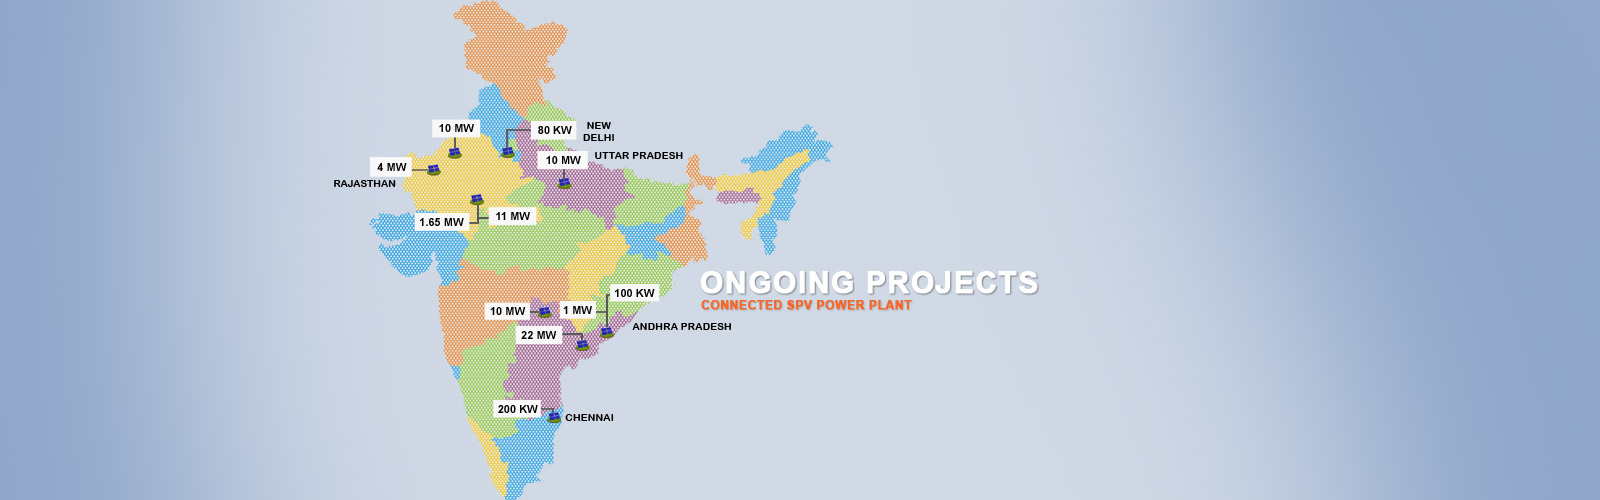 10 MW
80 KW
NEW
DELHI
10 MW
UTTAR PRADESH
4 MW
RAJASTHAN
1.65 MW
11 MW
ONGOING PROJECTS
CONNECTED SPV POWER PLANT
100 KW
10 MW
1 MW
ANDHRA PRADESH
22 MW
200 KW
CHENNAI